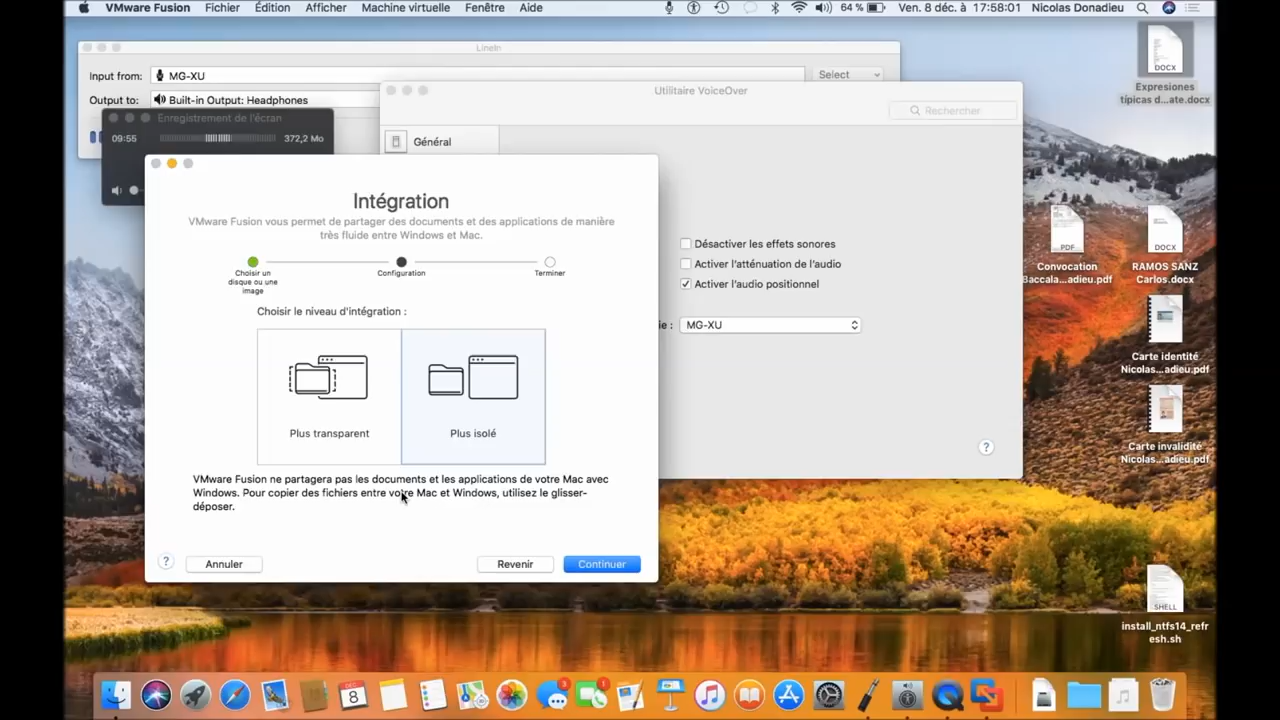 VMware Fusion Fichier Édition Afficher Machine virtuelle Fenêtre Aide 64 % Ven. 8 déc. à 17:58:01 Nicolas Donadieu
LineIn
Input from: MG-XU Select
Output to: Built-in Output: Headphones
Enregistrement de l'écran
09:55 372,2 Mo
Utilitaire VoiceOver
Rechercher
Général
Désactiver les effets sonores
Activer l'atténuation de l'audio
Activer l'audio positionnel
ie : MG-XU
?
Intégration
VMware Fusion vous permet de partager des documents et des applications de manière
très fluide entre Windows et Mac.
Choisir un
disque ou une
image
Configuration
Terminer
Choisir le niveau d'intégration :
Plus transparent
Plus isolé
VMware Fusion ne partagera pas les documents et les applications de votre Mac avec
Windows. Pour copier des fichiers entre votre Mac et Windows, utilisez le glisser-
déposer.
? Annuler Revenir Continuer
DOCX
Expresiones
típicas d...ate.docx
PDF
Convocation
Baccala...adieu.pdf
DOCX
RAMOS SANZ
Carlos.docx
Carte identité
Nicolas...adieu.pdf
Carte invalidité
Nicolas...adieu.pdf
SHELL
install_ntfs14_refr
esh.sh
DÉC
8
3
1